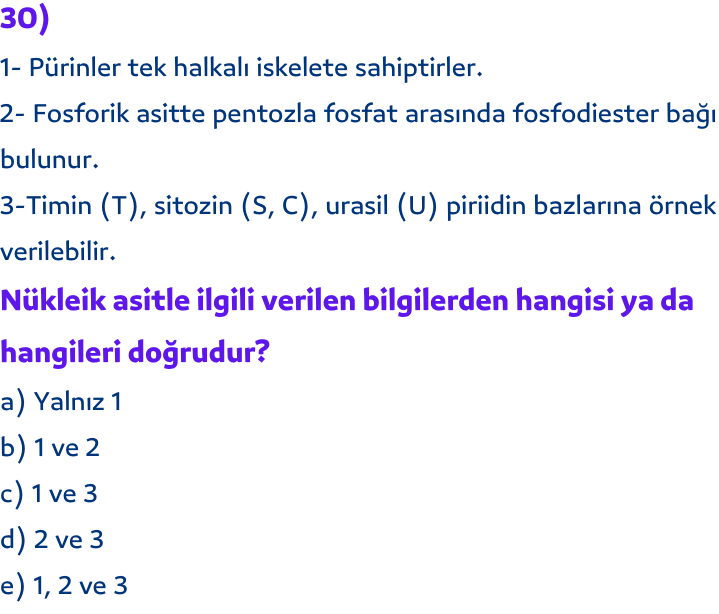 30)
1- Pürinler tek halkalı iskelete sahiptirler.
2- Fosforik asitte pentozla fosfat arasında fosfodiester bağı
bulunur.
3-Timin (T), sitozin (S, C), urasil (U) piriidin bazlarına örnek
verilebilir.
Nükleik asitle ilgili verilen bilgilerden hangisi ya da
hangileri doğrudur?
a) Yalnız 1
b) 1 ve 2
c) 1 ve 3
d) 2 ve 3
e) 1, 2 ve 3